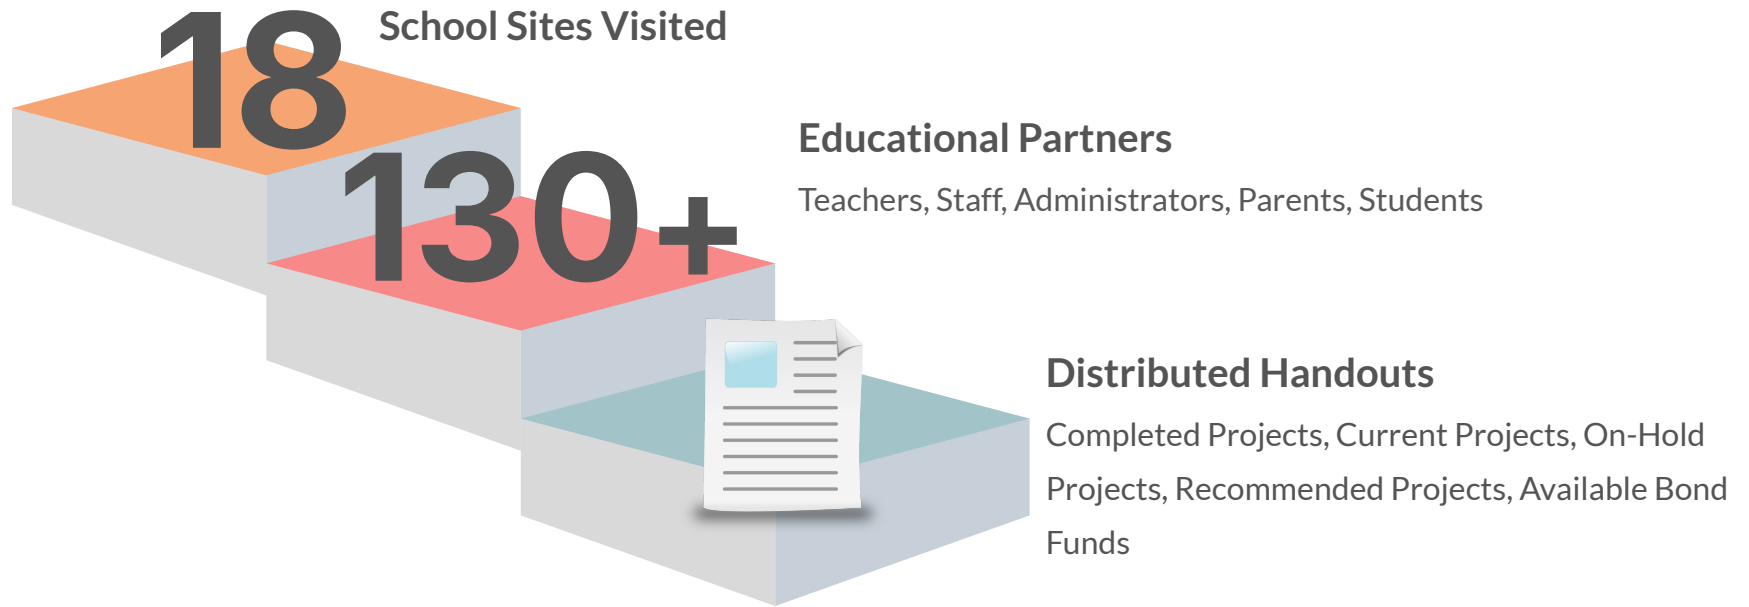 18
School Sites Visited
130+
Educational Partners
Teachers, Staff, Administrators, Parents, Students
Distributed Handouts
Completed Projects, Current Projects, On-Hold
Projects, Recommended Projects, Available Bond
Funds